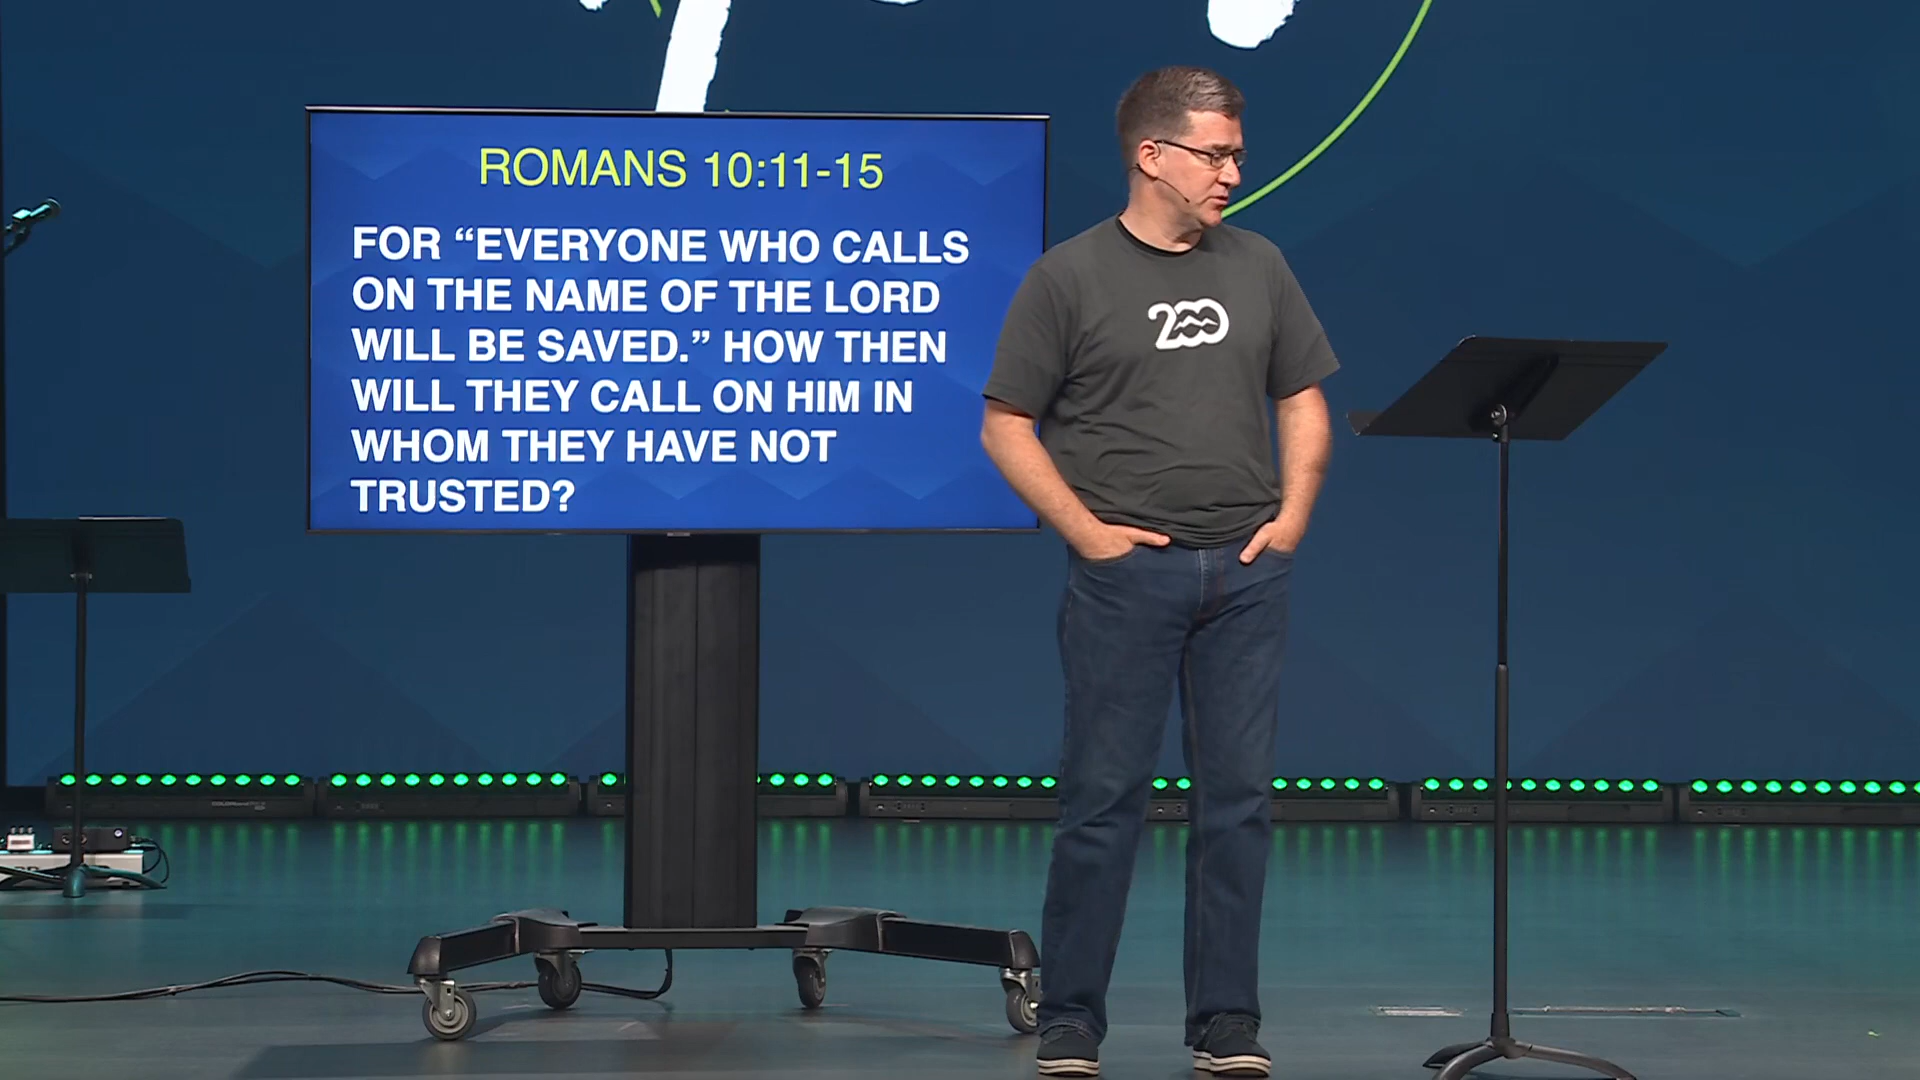 ROMANS 10:11-15
FOR “EVERYONE WHO CALLS
ON THE NAME OF THE LORD
WILL BE SAVED.” HOW THEN
WILL THEY CALL ON HIM IN
WHOM THEY HAVE NOT
TRUSTED?
200